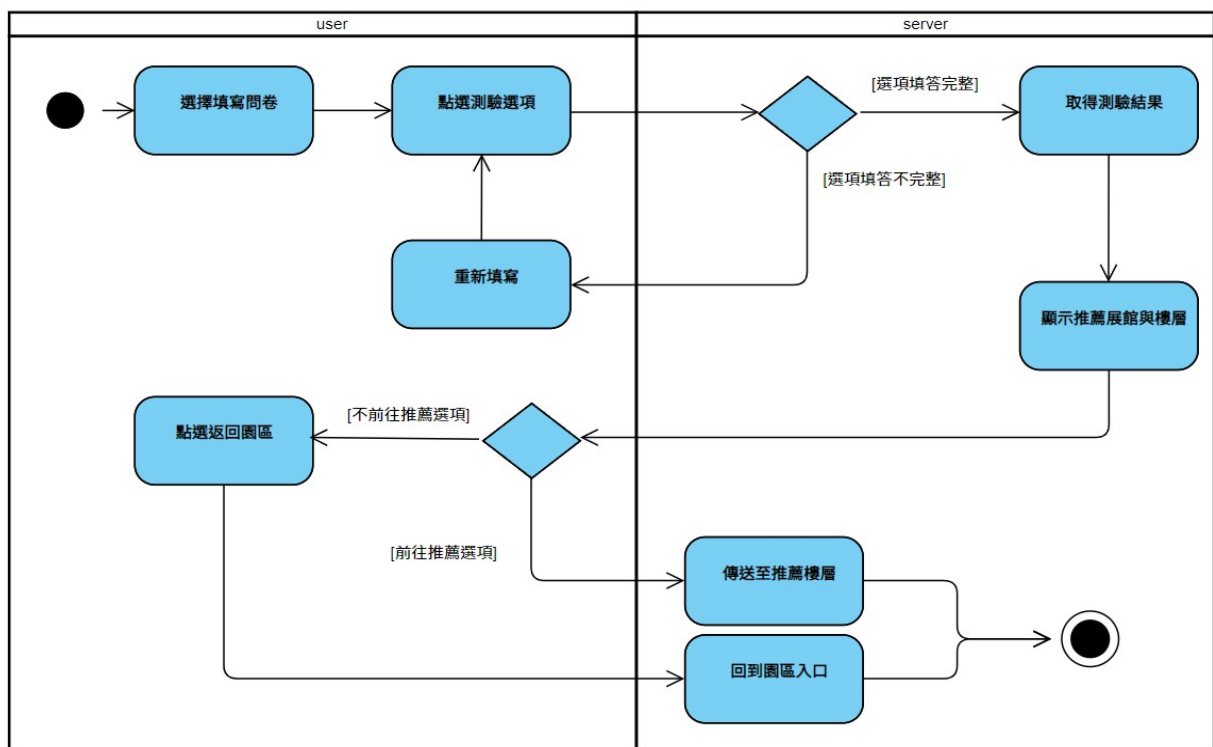 user
server
選擇填寫問卷
點選測驗選項
[選項填答完整]
取得測驗結果
[選項填答不完整]
重新填寫
顯示推薦展館與樓層
[不前往推薦選項]
點選返回園區
[前往推薦選項]
傳送至推薦樓層
回到園區入口